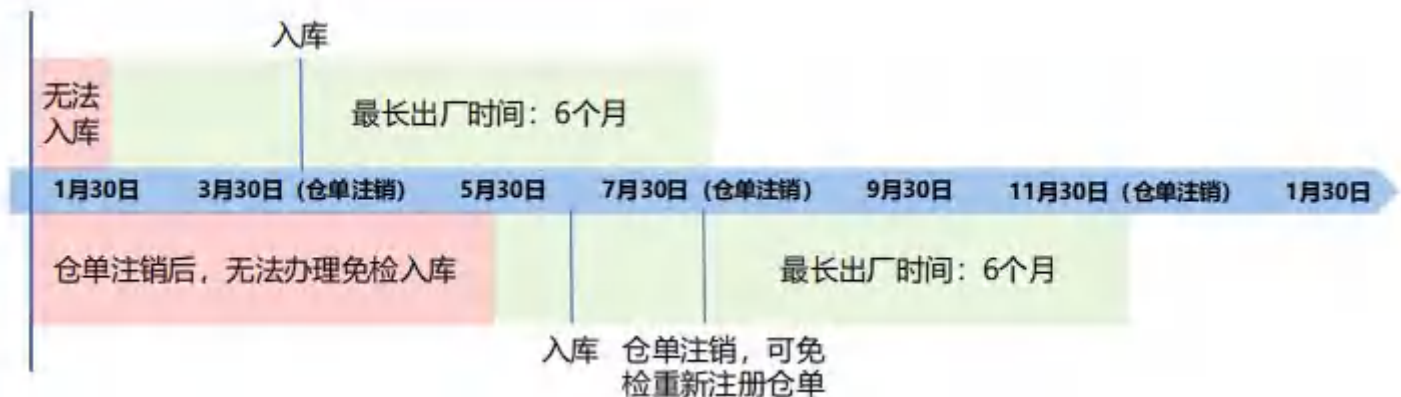 入库
无法
入库
最长出厂时间：6个月
1月30日 3月30日（仓单注销） 5月30日 7月30日（仓单注销） 9月30日 11月30日（仓单注销） 1月30日
仓单注销后，无法办理免检入库
最长出厂时间：6个月
入库
仓单注销，可免
检重新注册仓单